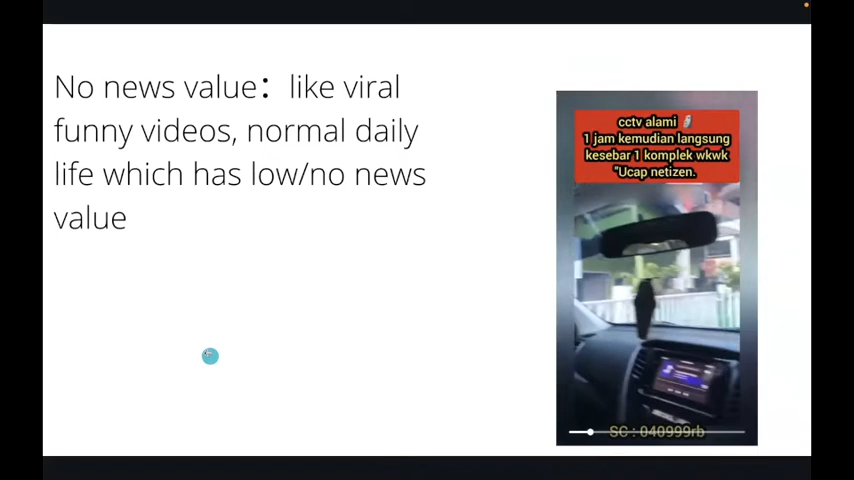 No news value：like viral
funny videos, normal daily
life which has low/no news
value
cctv alami
1 jam kemudian langsung
kesebar 1 komplek wkwk
"Ucap netizen.
SC : 040999rb